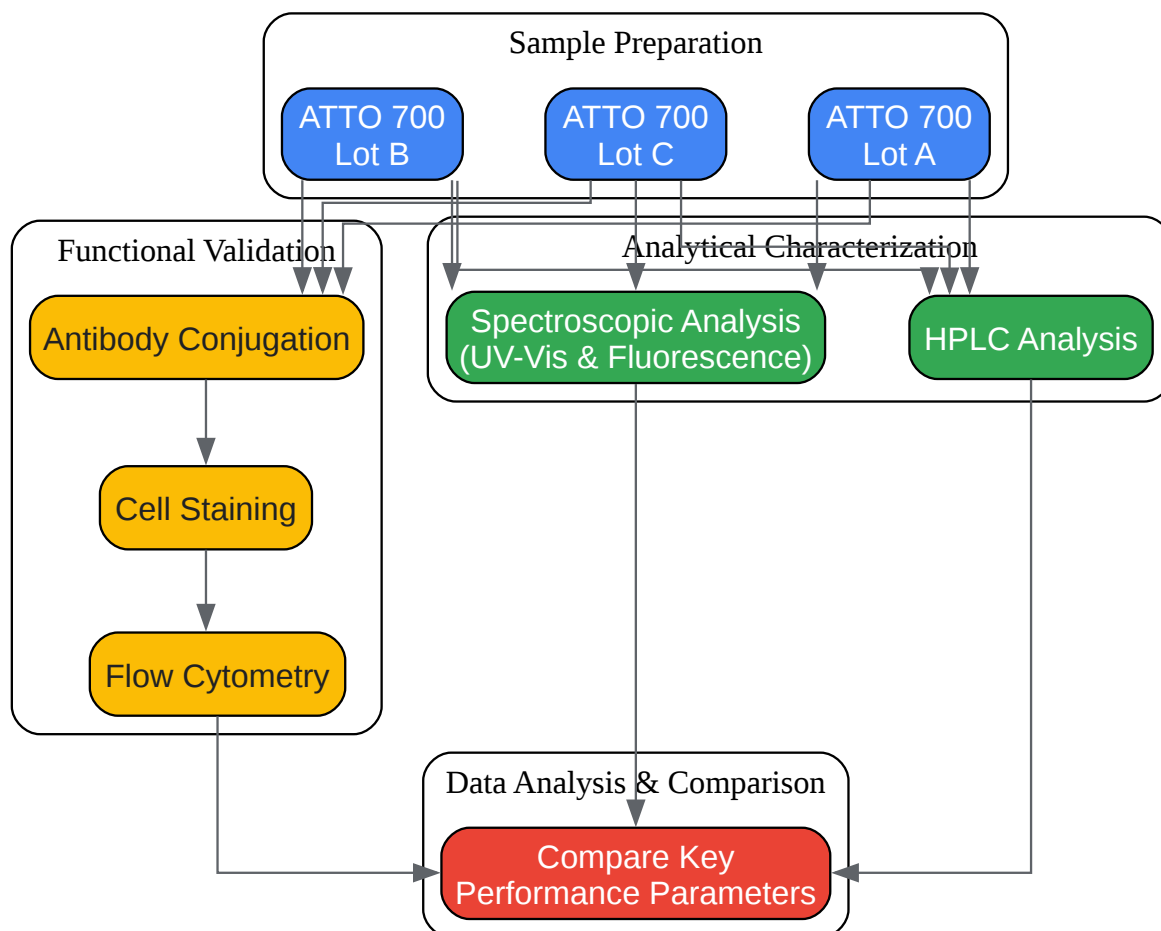 Sample Preparation
ATTO 700
Lot B
ATTO 700
Lot C
ATTO 700
Lot A
Functional Validation
Analytical Characterization
Antibody Conjugation
Spectroscopic Analysis
(UV-Vis & Fluorescence)
HPLC Analysis
Cell Staining
Flow Cytometry
Data Analysis & Comparison
Compare Key
Performance Parameters